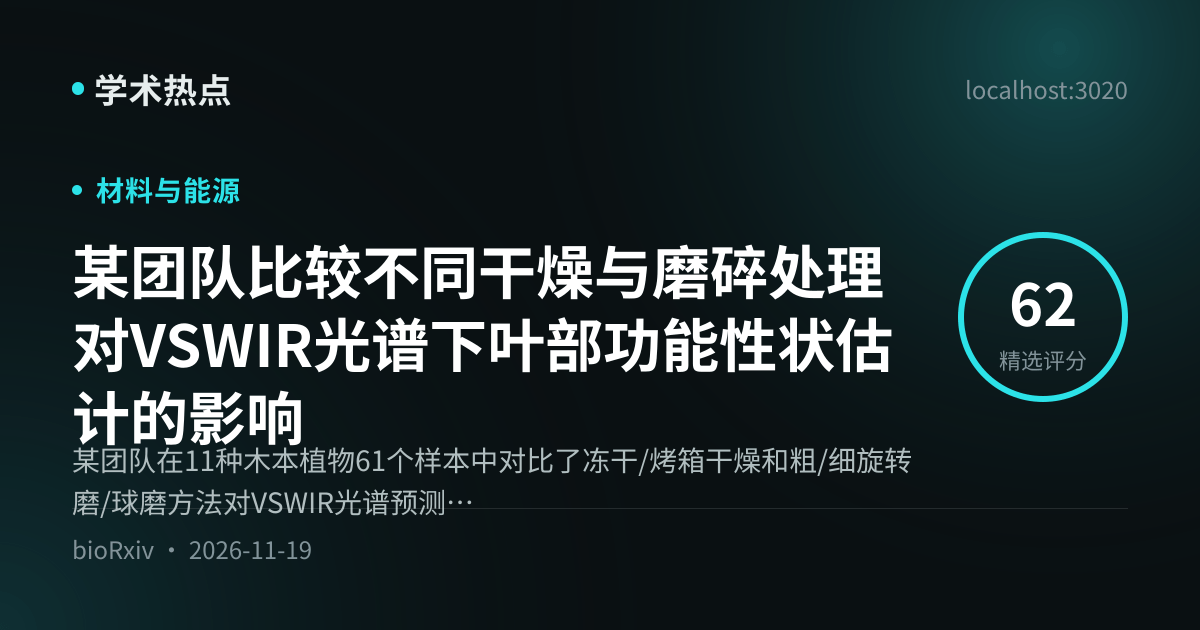 学术热点
localhost:3020
材料与能源
某团队比较不同干燥与磨碎处理
对VSWIR光谱下叶部功能性状估
计的影响
62
精选评分
某团队在11种木本植物61个样本中对比了冻干/烤箱干燥和粗/细旋转
磨/球磨方法对VSWIR光谱预测…
bioRxiv · 2026-11-19